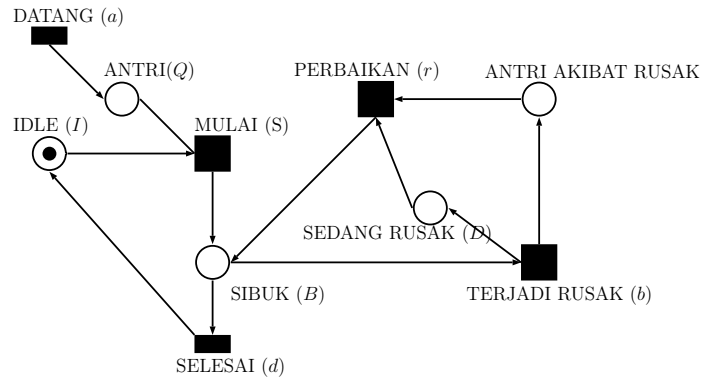 DATANG (a)
ANTRI(Q)
PERBAIKAN (r)
ANTRI AKIBAT RUSAK
IDLE (I)
MULAI (S)
SEDANG RUSAK (D)
SIBUK (B)
TERJADI RUSAK (b)
SELESAI (d)